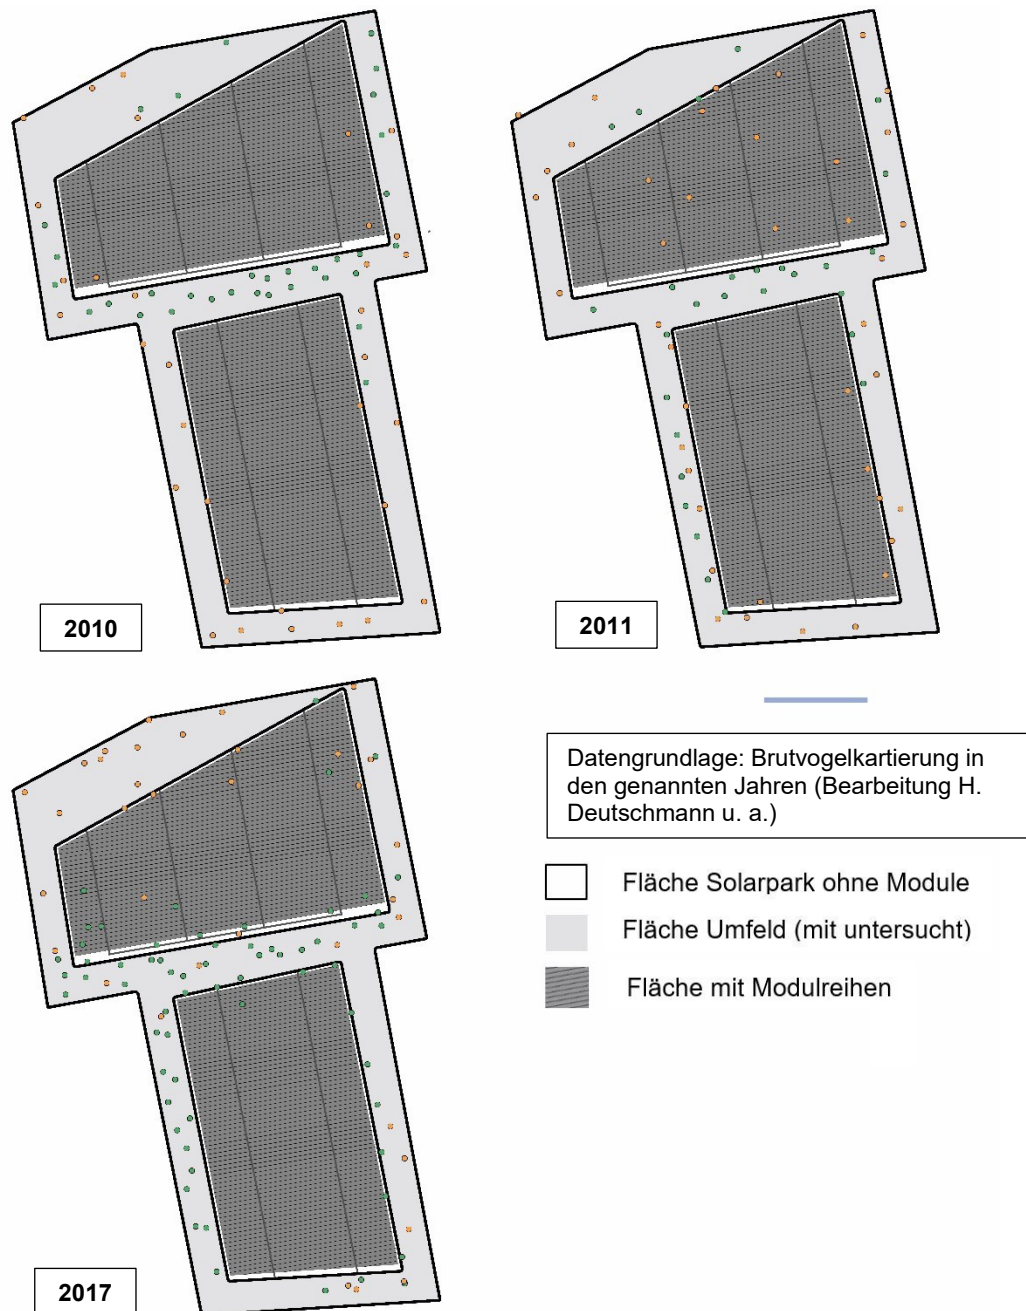 2010
2011
2017
Datengrundlage: Brutvogelkartierung in
den genannten Jahren (Bearbeitung H.
Deutschmann u. a.)
Fläche Solarpark ohne Module
Fläche Umfeld (mit untersucht)
Fläche mit Modulreihen